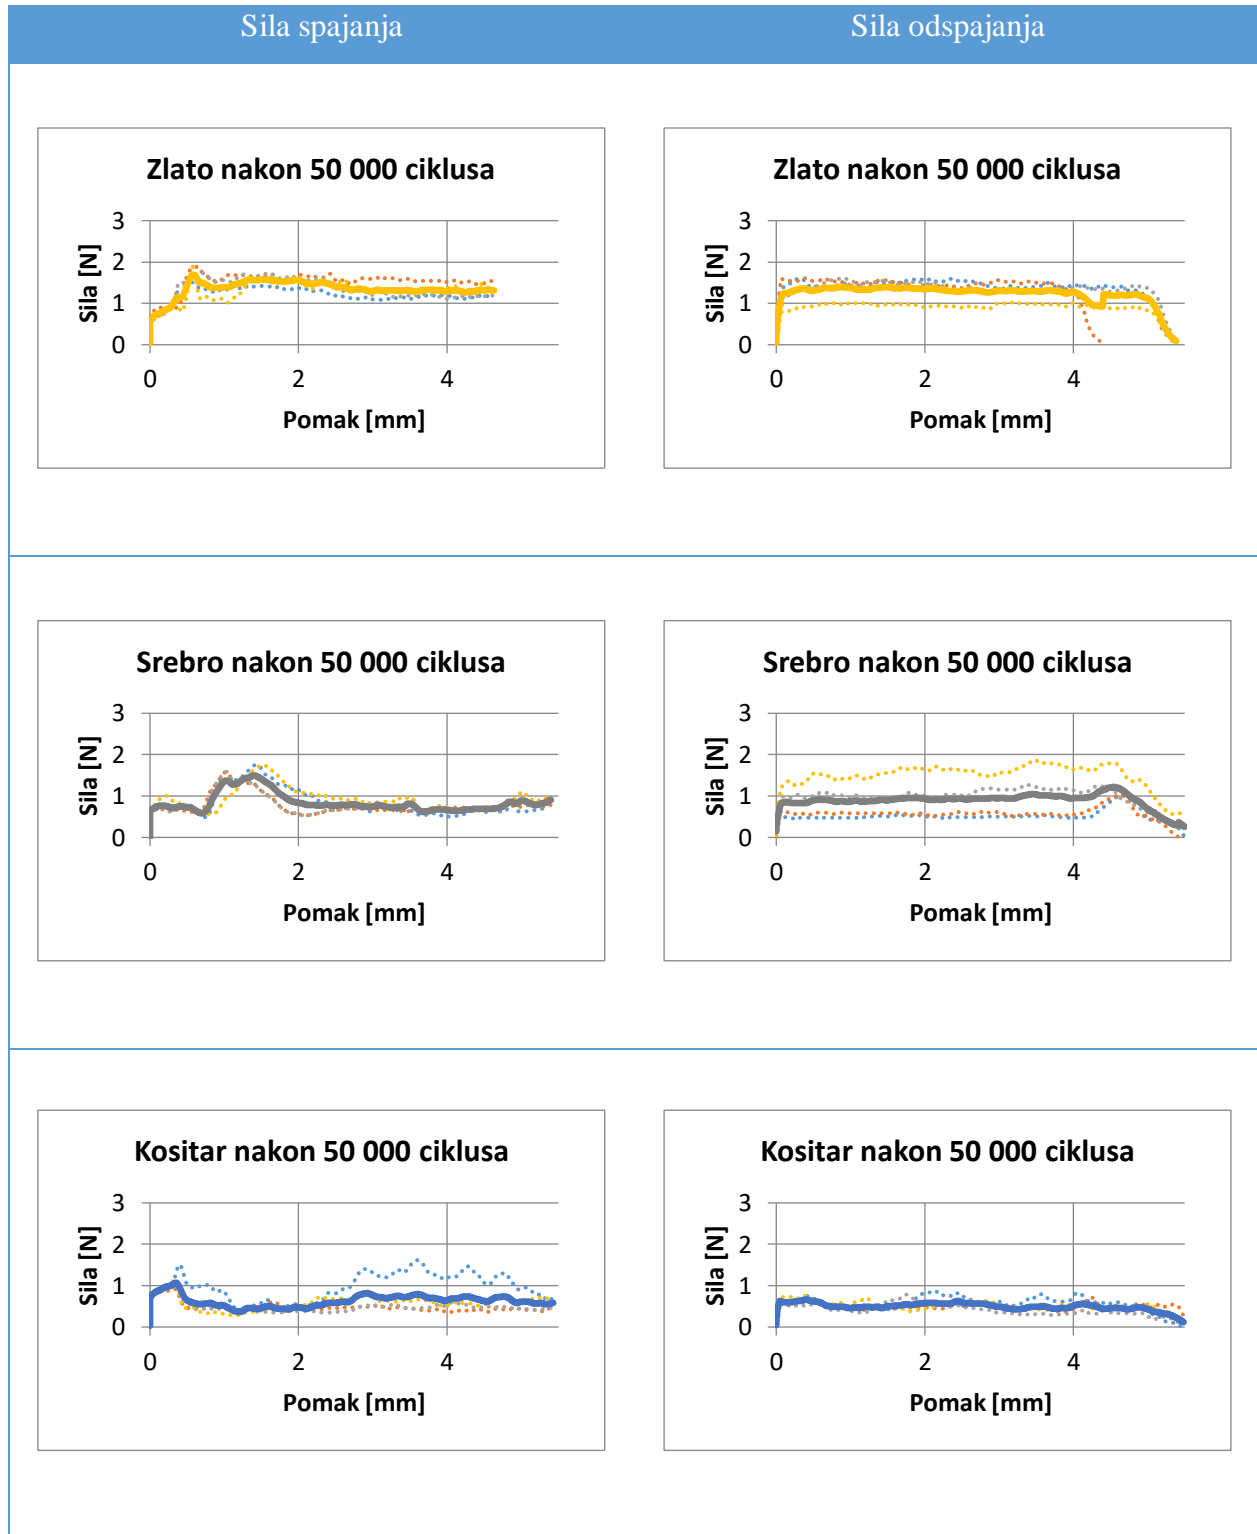 Sila spajanja
Sila odspajanja
Zlato nakon 50 000 ciklusa
3
2
1
0
0
2
4
Sila [N]
Pomak [mm]
Zlato nakon 50 000 ciklusa
3
2
1
0
0
2
4
Sila [N]
Pomak [mm]
Srebro nakon 50 000 ciklusa
3
2
1
0
0
2
4
Sila [N]
Pomak [mm]
Srebro nakon 50 000 ciklusa
3
2
1
0
0
2
4
Sila [N]
Pomak [mm]
Kositar nakon 50 000 ciklusa
3
2
1
0
0
2
4
Sila [N]
Pomak [mm]
Kositar nakon 50 000 ciklusa
3
2
1
0
0
2
4
Sila [N]
Pomak [mm]